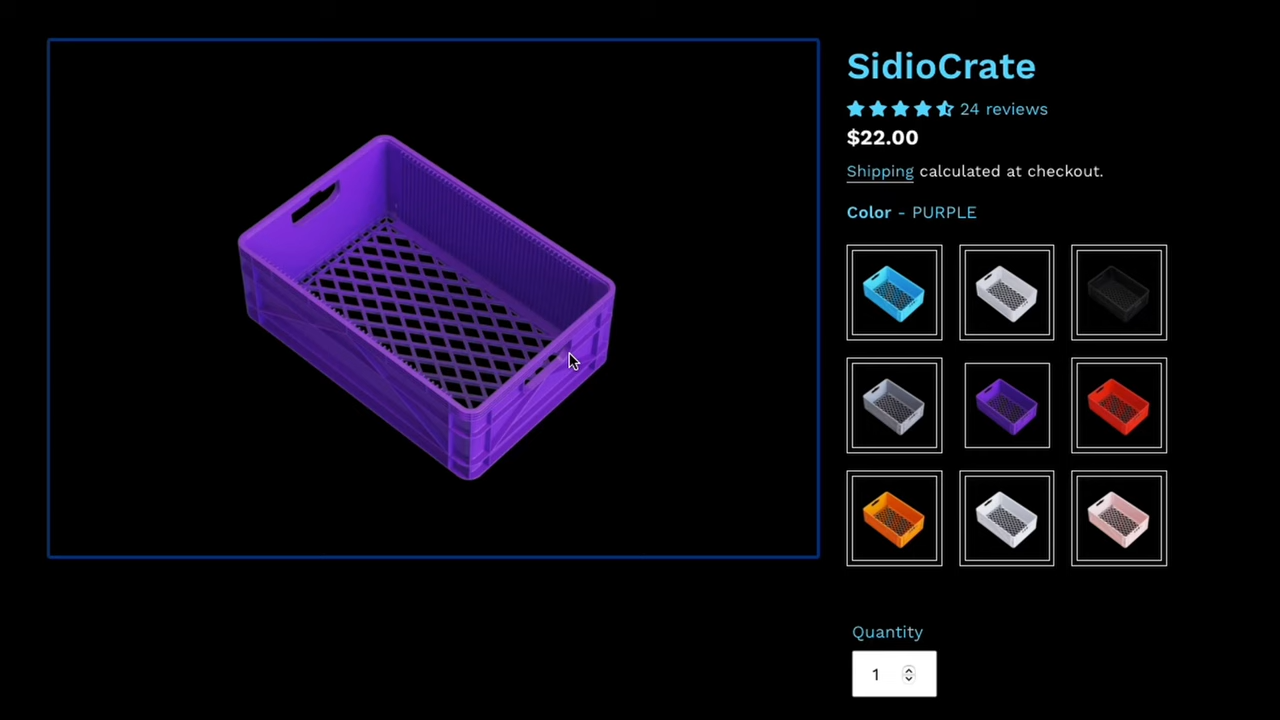 SidioCrate
24 reviews
$22.00
Shipping calculated at checkout.
Color - PURPLE
Quantity
1